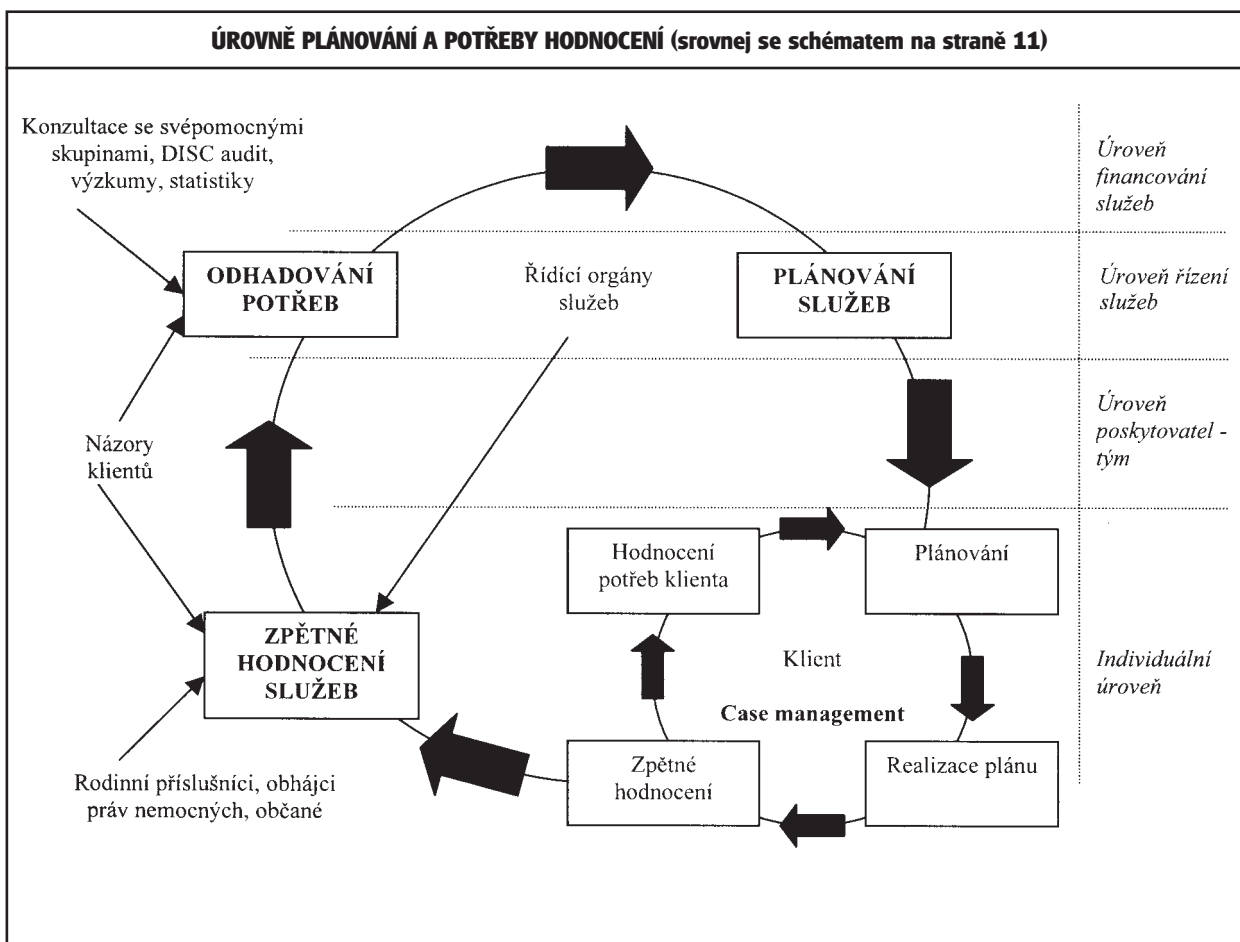 ÚROVNĚ PLÁNOVÁNÍ A POTŘEBY HODNOCENÍ (srovnej se schématem na straně 11)
Konzultace se svépomocnými
skupinami, DISC audit,
výzkumy, statistiky
Úroveň
financování
služeb
ODHADOVÁNÍ
POTŘEB
Řídící orgány
služeb
PLÁNOVÁNÍ
SLUŽEB
Úroveň řízení
služeb
Názory
klientů
Úroveň
poskytovatel -
tým
Hodnocení
potřeb klienta
Plánování
ZPĚTNÉ
HODNOCENÍ
SLUŽEB
Klient
Case management
Individuální
úroveň
Rodinní příslušníci, obhájci
práv nemocných, občané
Zpětné
hodnocení
Realizace plánu